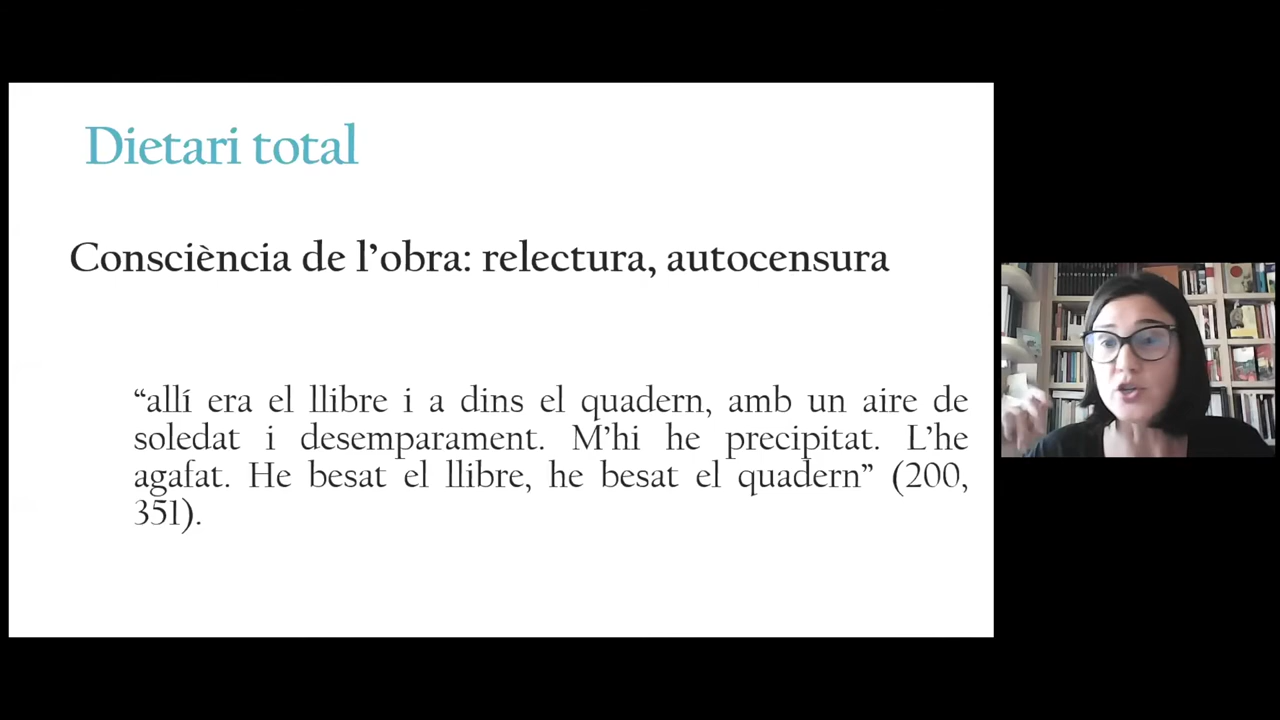 Dietari total
Consciència de l’obra: relectura, autocensura
“allí era el llibre i a dins el quadern, amb un aire de
soledat i desemparament. M’hi he precipitat. L’he
agafat. He besat el llibre, he besat el quadern” (200,
351).